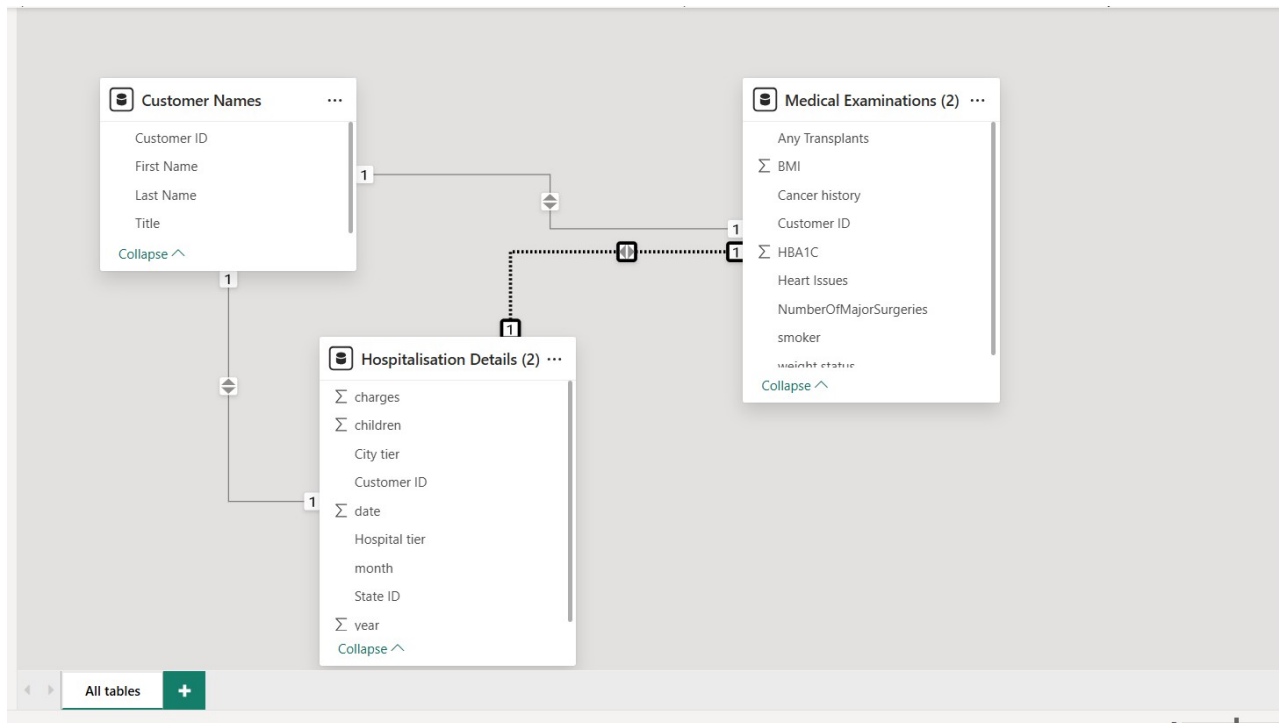 Customer Names ...
Customer ID
First Name
Last Name
Title
Collapse
1
1
Medical Examinations (2) ...
Any Transplants
Σ BMI
Cancer history
Customer ID
Σ HBA1C
Heart Issues
NumberOfMajorSurgeries
smoker
weight status
Collapse
1
1
1
1
Hospitalisation Details (2) ...
Σ charges
Σ children
City tier
Customer ID
Σ date
Hospital tier
month
State ID
Σ year
Collapse
All tables
+